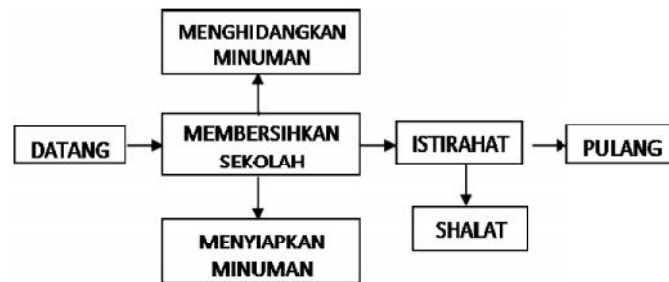 MENGHIDANGKAN
MINUMAN
DATANG
MEMBERSIHKAN
SEKOLAH
ISTIRAHAT
PULANG
MENYIAPKAN
MINUMAN
SHALAT